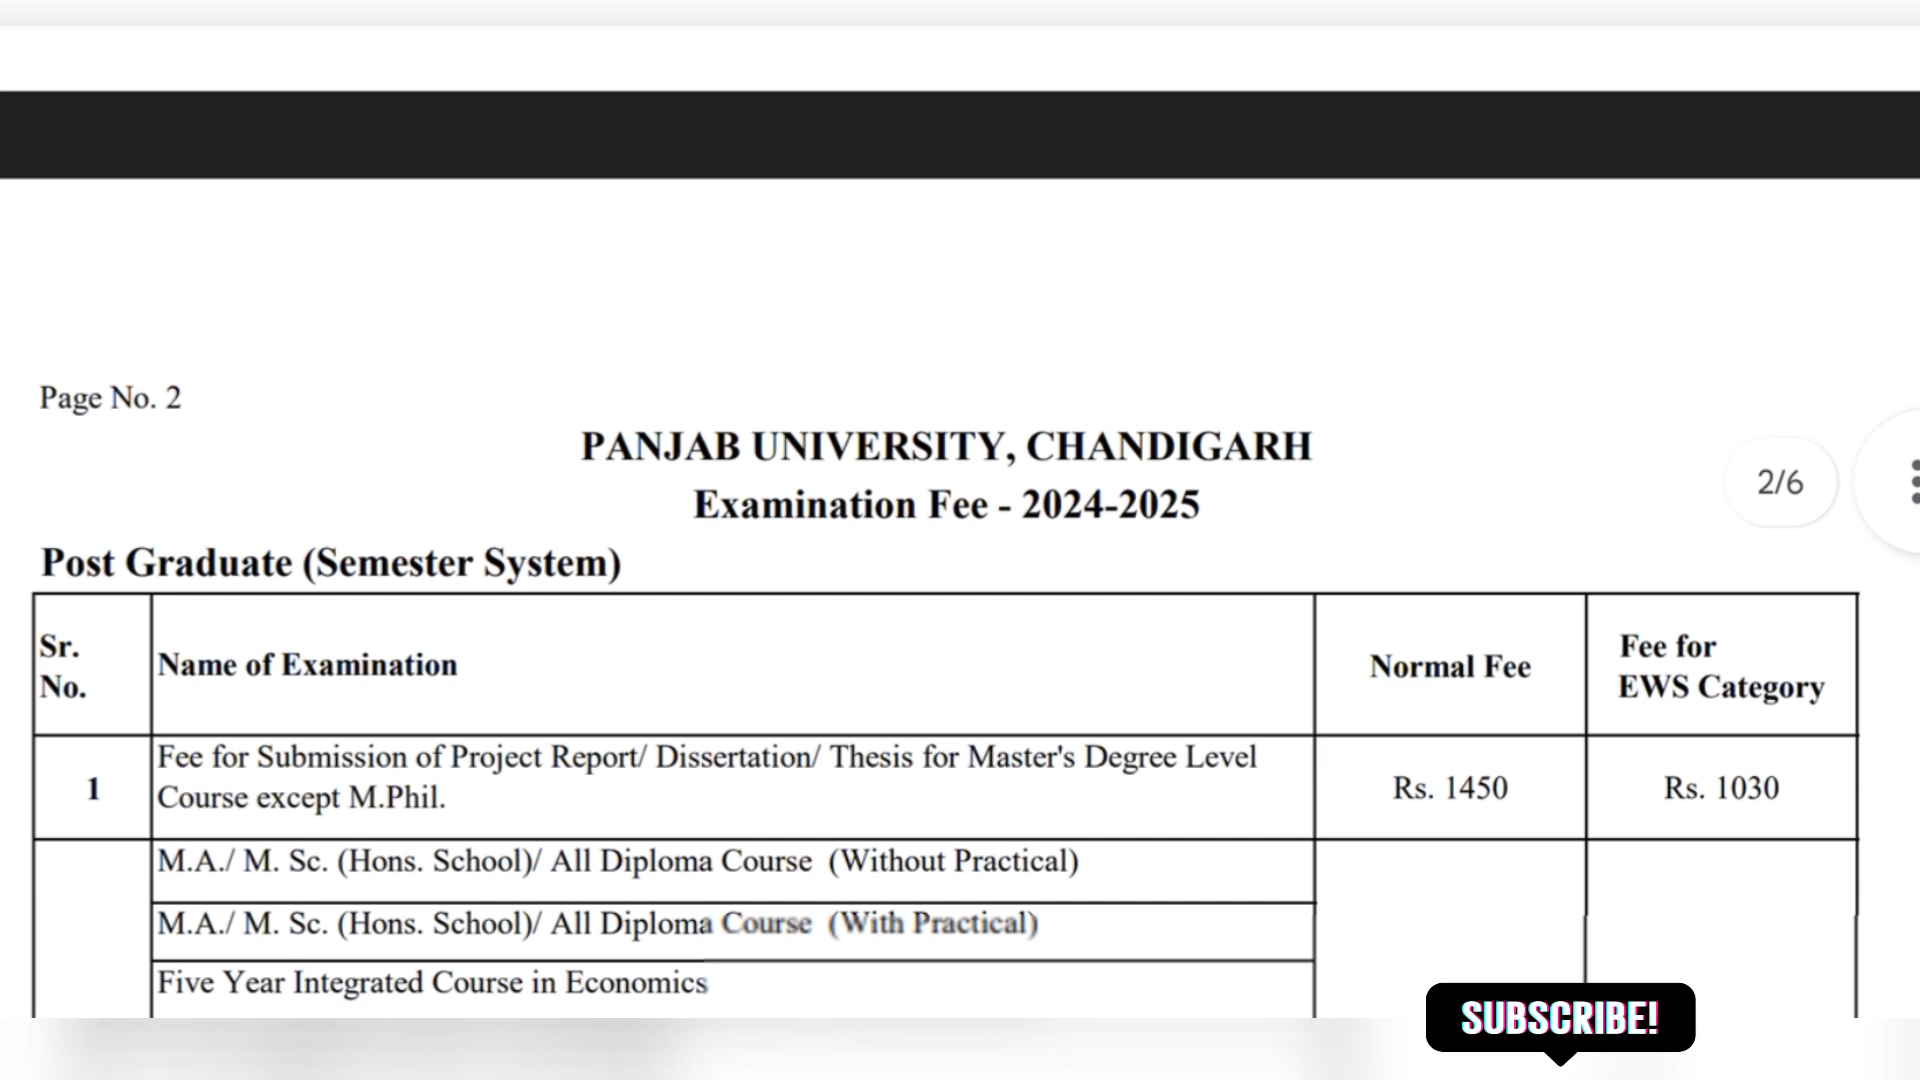 Page No. 2
PANJAB UNIVERSITY, CHANDIGARH
Examination Fee - 2024-2025
2/6
Post Graduate (Semester System)
Sr.
No.
Name of Examination
Normal Fee
Fee for
EWS Category
1
Fee for Submission of Project Report/ Dissertation/ Thesis for Master's Degree Level
Course except M.Phil.
Rs. 1450
Rs. 1030
M.A./ M. Sc. (Hons. School)/ All Diploma Course (Without Practical)
M.A./ M. Sc. (Hons. School)/ All Diploma Course (With Practical)
Five Year Integrated Course in Economics
SUBSCRIBE!